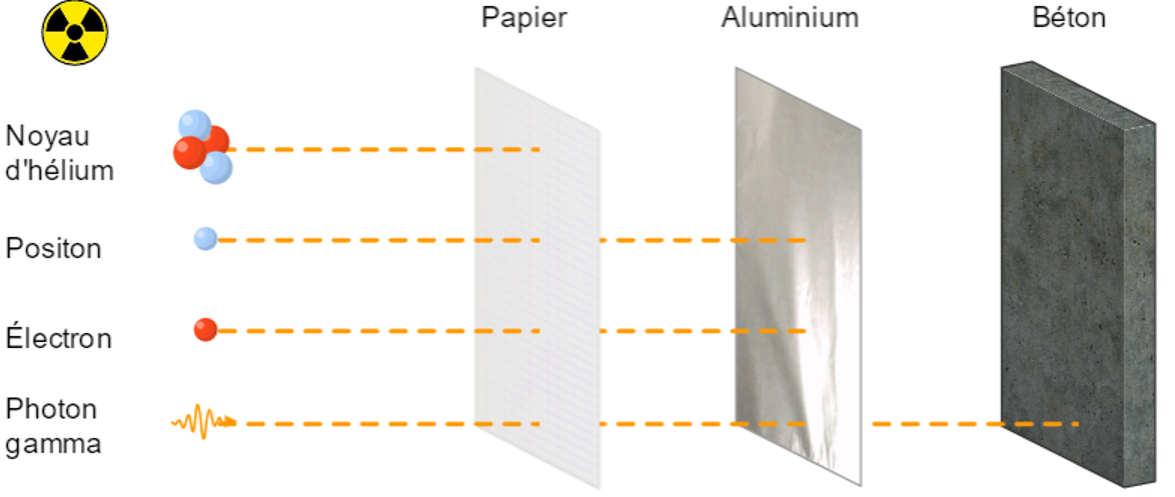 Papier
Aluminium
Béton
Noyau
d'hélium
Positon
Électron
Photon
gamma